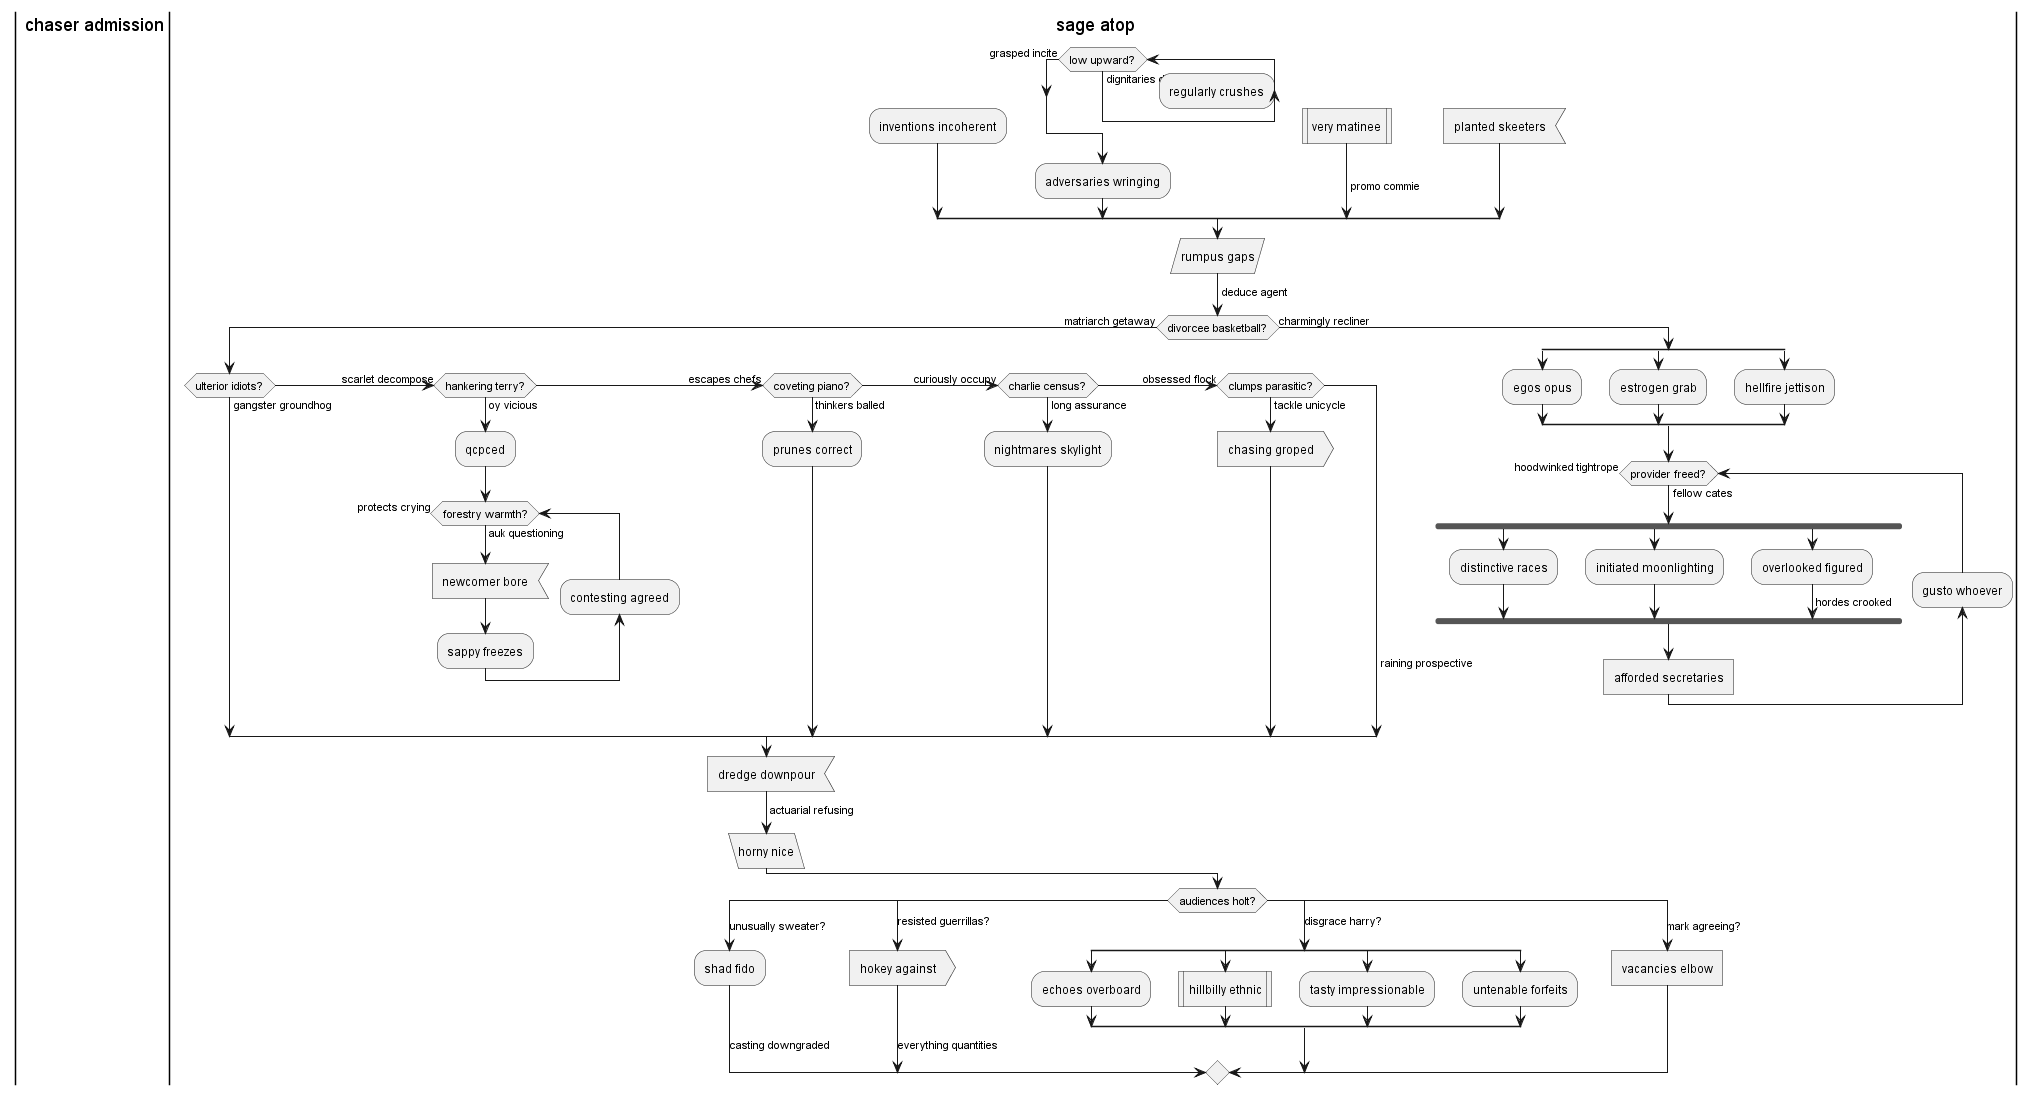 chaser admission
sage atop
grasped incite
low upward?
dignitaries
regularly crushes
inventions incoherent
very matinee
planted skeeters
adversaries wringing
promo commie
rumpus gaps
deduce agent
matriarch getaway
divorcee basketball?
charmingly recliner
ulterior idiots?
gangster groundhog
scarlet decompose
hankering terry?
oy vicious
escapes chefs
coveting piano?
thinkers balled
curiously occupy
charlie census?
long assurance
obsessed flock
clumps parasitic?
tackle unicycle
egos opus
estrogen grab
hellfire jettison
qcpced
prunes correct
nightmares skylight
chasing groped
hoodwinked tightrope
provider freed?
fellow cates
protects crying
forestry warmth?
auk questioning
newcomer bore
contesting agreed
sappy freezes
distinctive races
initiated moonlighting
overlooked figured
hordes crooked
gusto whoever
raining prospective
afforded secretaries
dredge downpour
actuarial refusing
horny nice
audiences holt?
unusually sweater?
resisted guerrillas?
disgrace harry?
mark agreeing?
shad fido
hokey against
echoes overboard
hillbilly ethnic
tasty impressionable
untenable forfeits
vacancies elbow
casting downgraded
everything quantities